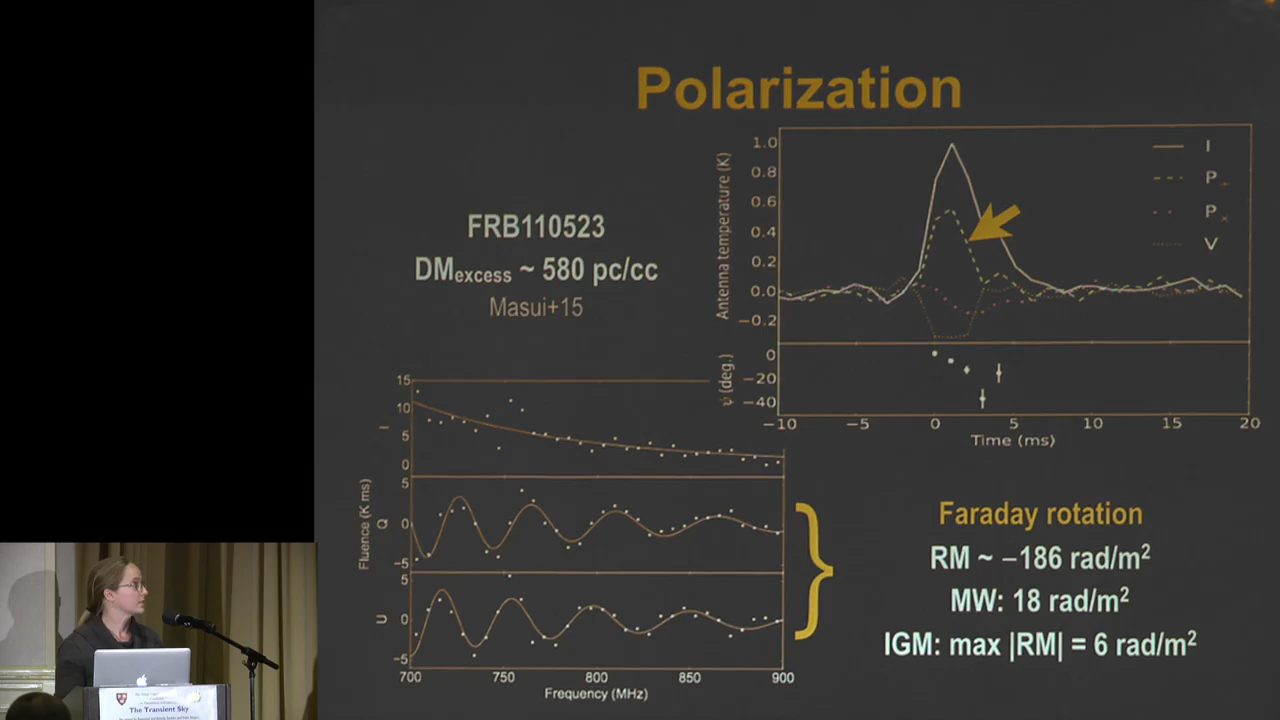 Polarization
FRB110523
DMexcess ~ 580 pc/cc
Masui+15
Antenna temperature (K)
1.0
0.8
0.6
0.4
0.2
0.0
−0.2
I
P+
P×
V
ψ (deg.)
0
−20
−40
−10
−5
0
5
10
15
20
Time (ms)
Fluence (K ms)
I
15
10
5
0
Q
5
0
−5
U
5
0
−5
700
750
800
850
900
Frequency (MHz)
Faraday rotation
RM ~ −186 rad/m²
MW: 18 rad/m²
IGM: max |RM| = 6 rad/m²
The Transient Sky